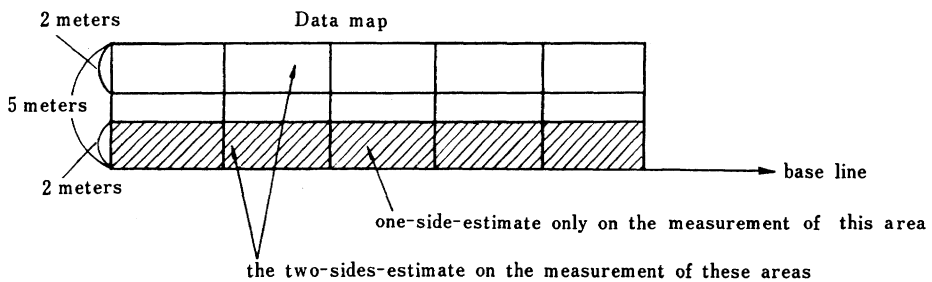 2 meters
Data map
5 meters
2 meters
base line
one-side-estimate only on the measurement of this area
the two-sides-estimate on the measurement of these areas